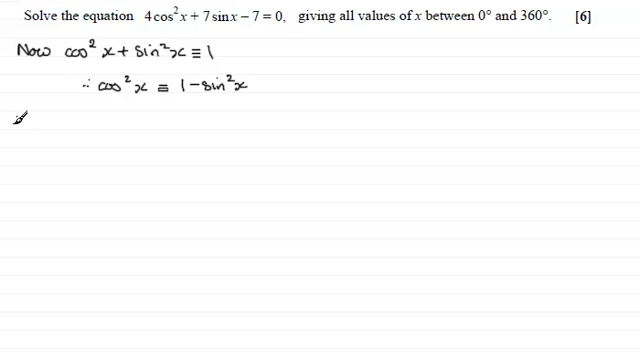 Solve the equation 4cos²x + 7sinx − 7 = 0, giving all values of x between 0° and 360°. [6]
Now cos²x + sin²x ≡ 1
∴ cos²x ≡ 1 − sin²x